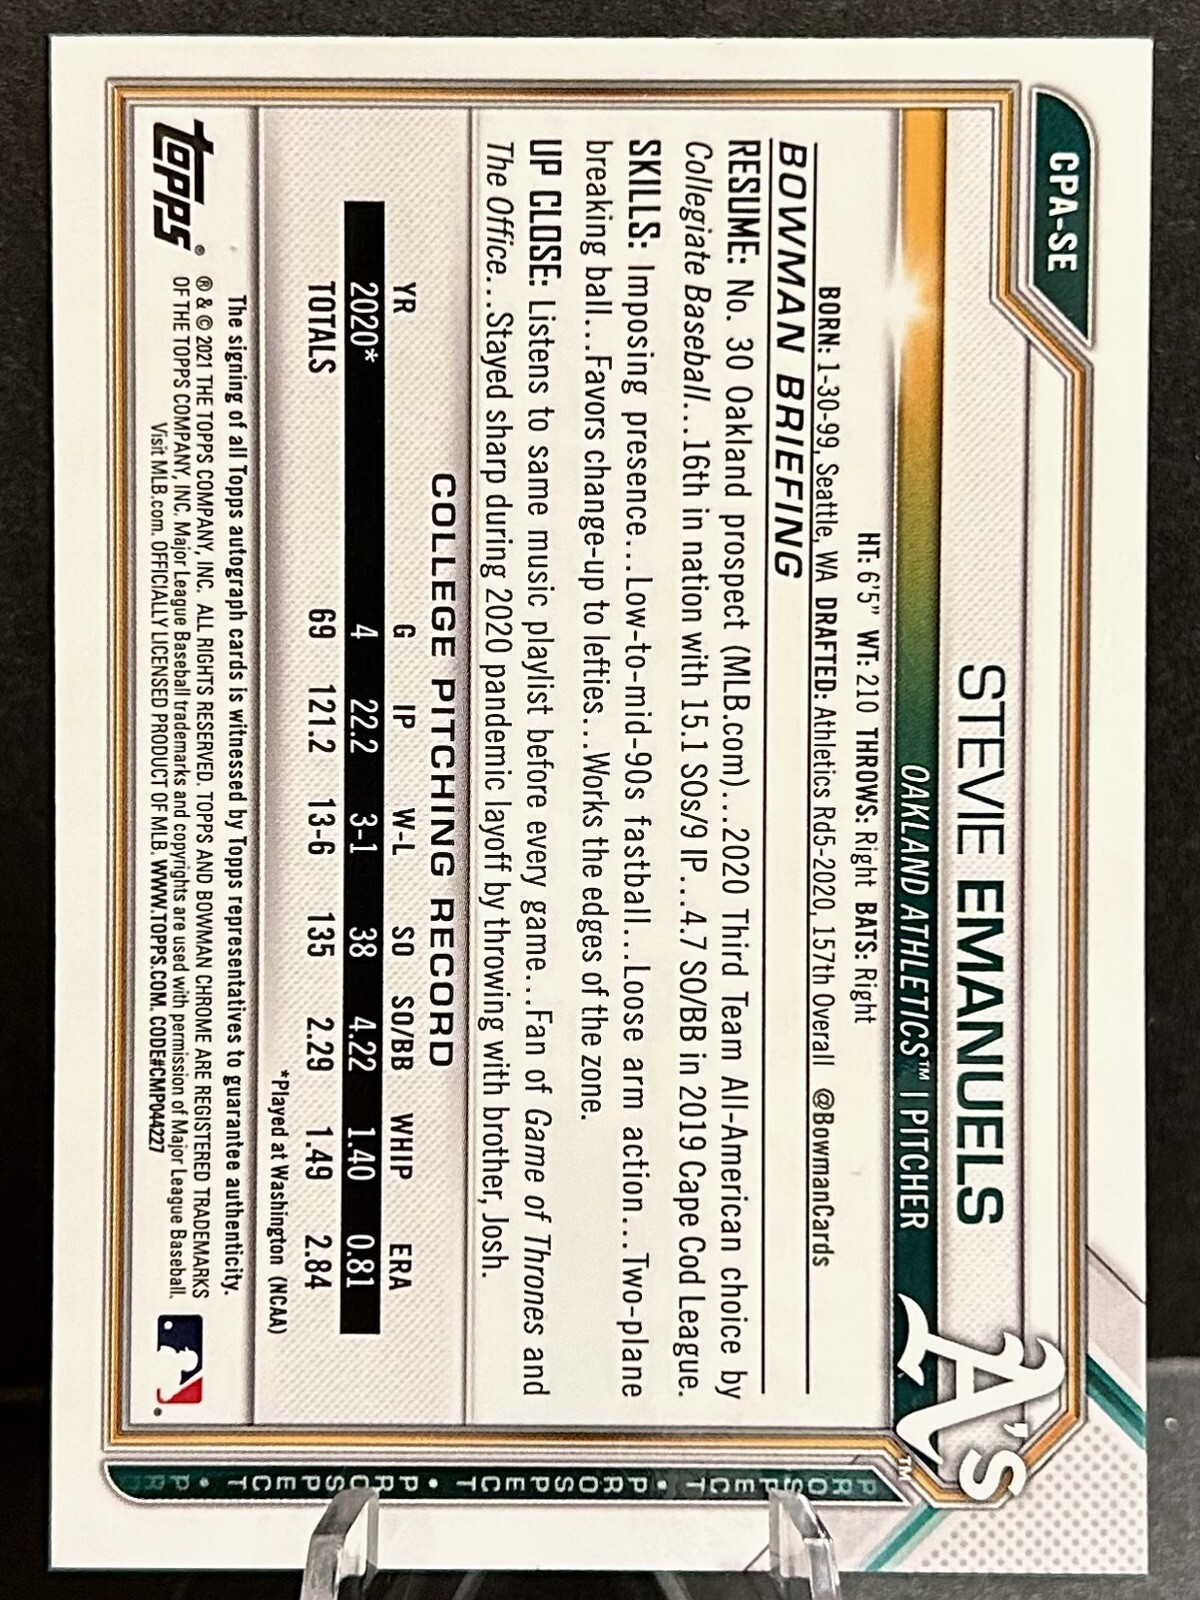 CPA-SE
STEVIE EMANUELS
OAKLAND ATHLETICS™ | PITCHER
A's™
HT: 6'5" WT: 210 THROWS: Right BATS: Right
BORN: 1-30-99, Seattle, WA DRAFTED: Athletics Rd5-2020, 157th Overall @BowmanCards
BOWMAN BRIEFING
RESUME: No. 30 Oakland prospect (MLB.com)...2020 Third Team All-American choice by
Collegiate Baseball...16th in nation with 15.1 SOs/9 IP...4.7 SO/BB in 2019 Cape Cod League.
SKILLS: Imposing presence...Low-to-mid-90s fastball...Loose arm action...Two-plane
breaking ball...Favors change-up to lefties...Works the edges of the zone.
UP CLOSE: Listens to same music playlist before every game...Fan of Game of Thrones and
The Office...Stayed sharp during 2020 pandemic layoff by throwing with brother, Josh.
COLLEGE PITCHING RECORD
YR G IP W-L SO SO/BB WHIP ERA
2020* 4 22.2 3-1 38 4.22 1.40 0.81
TOTALS 69 121.2 13-6 135 2.29 1.49 2.84
*Played at Washington (NCAA)
The signing of all Topps autograph cards is witnessed by Topps representatives to guarantee authenticity.
topps®
® & © 2021 THE TOPPS COMPANY, INC. ALL RIGHTS RESERVED. TOPPS AND BOWMAN CHROME ARE REGISTERED TRADEMARKS
OF THE TOPPS COMPANY, INC. Major League Baseball trademarks and copyrights are used with permission of Major League Baseball.
Visit MLB.com. OFFICIALLY LICENSED PRODUCT OF MLB. WWW.TOPPS.COM. CODE#CMP044227
PROSPECT • PROSPECT • PROSPECT • PR